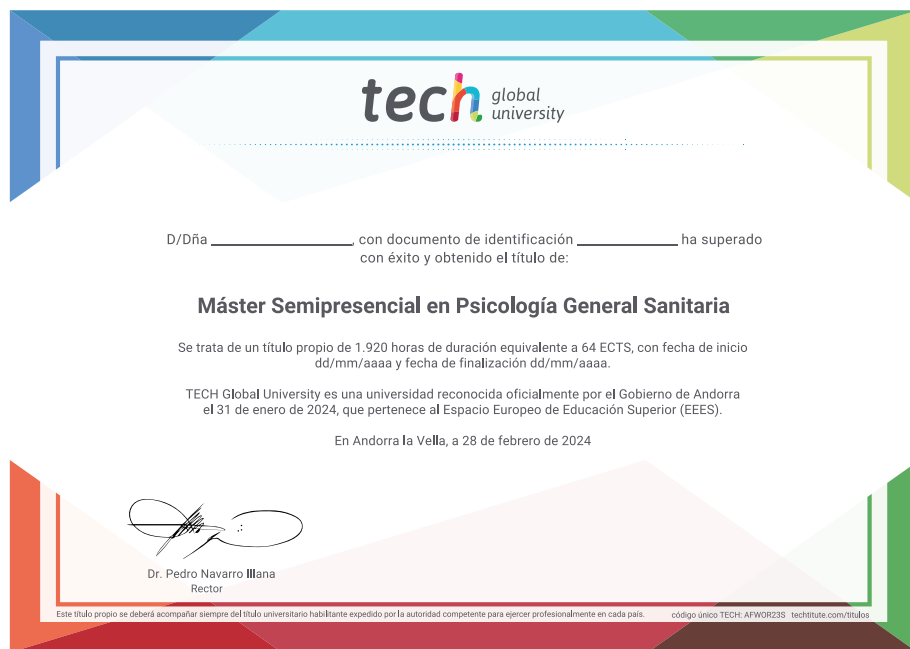 tech global
university
D/Dña ____________, con documento de identificación ____________ ha superado
con éxito y obtenido el título de:
Máster Semipresencial en Psicología General Sanitaria
Se trata de un título propio de 1.920 horas de duración equivalente a 64 ECTS, con fecha de inicio
dd/mm/aaaa y fecha de finalización dd/mm/aaaa.
TECH Global University es una universidad reconocida oficialmente por el Gobierno de Andorra
el 31 de enero de 2024, que pertenece al Espacio Europeo de Educación Superior (EEES).
En Andorra la Vella, a 28 de febrero de 2024
Dr. Pedro Navarro Illana
Rector
Este título propio se deberá acompañar siempre del título universitario habilitante expedido por la autoridad competente para ejercer profesionalmente en cada país. código único TECH: AFWOR23S techtitute.com/titulos